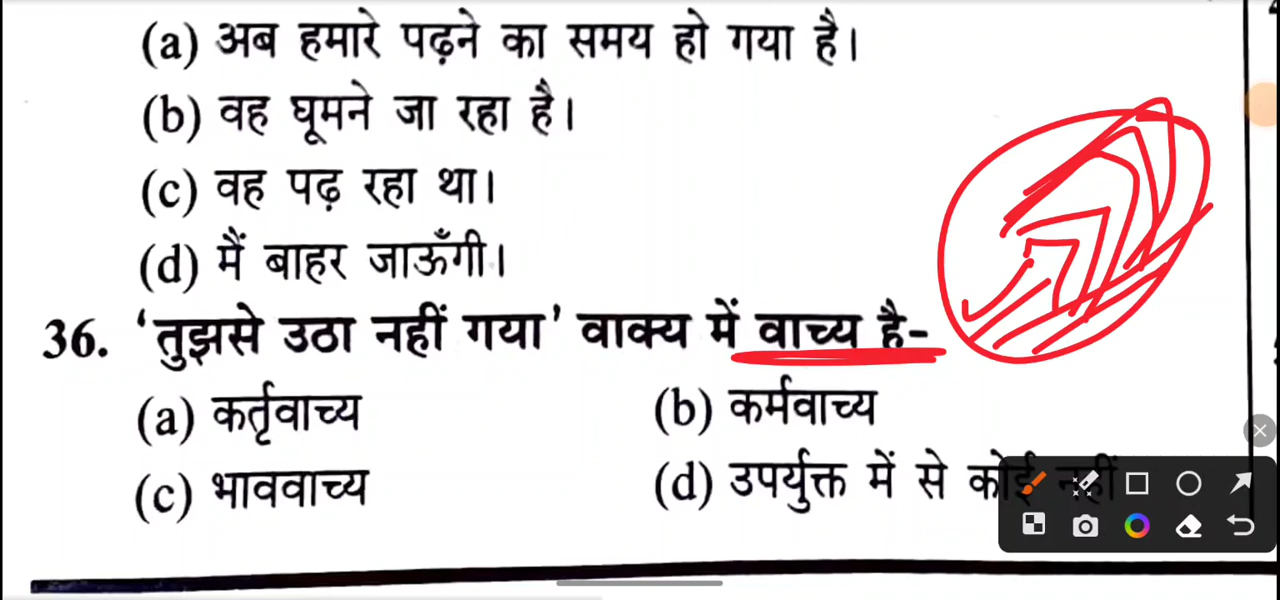 (a) अब हमारे पढ़ने का समय हो गया है।
(b) वह घूमने जा रहा है।
(c) वह पढ़ रहा था।
(d) मैं बाहर जाऊँगी।
36. ‘तुझसे उठा नहीं गया’ वाक्य में वाच्य है-
(a) कर्तृवाच्य (b) कर्मवाच्य
(c) भाववाच्य (d) उपर्युक्त में से कोई नहीं